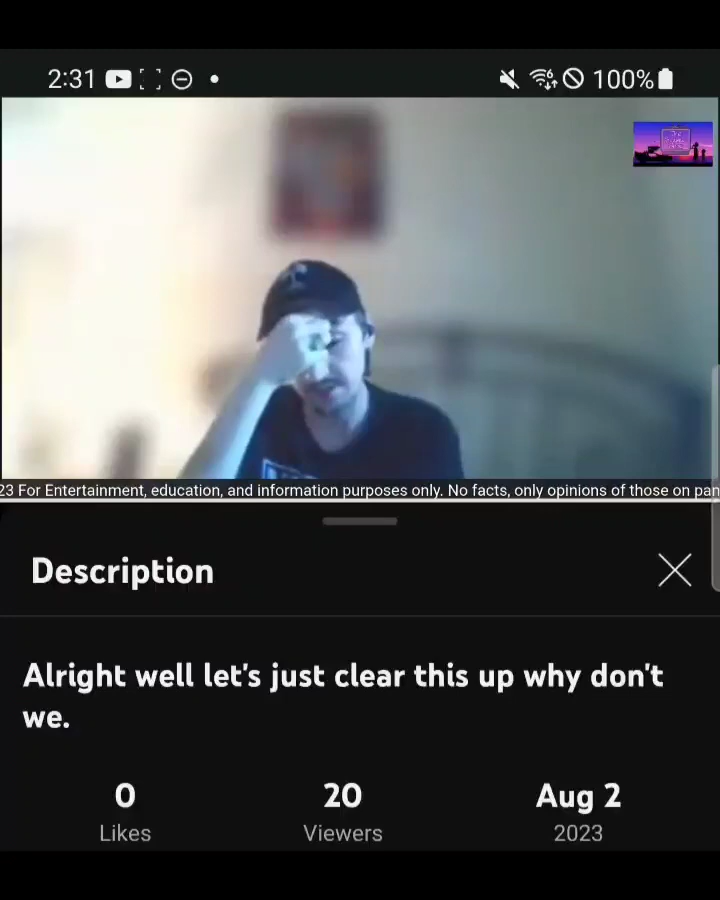 2:31
100%
23 For Entertainment, education, and information purposes only. No facts, only opinions of those on pan
Description
Alright well let's just clear this up why don't
we.
0
20
Aug 2
Likes
Viewers
2023